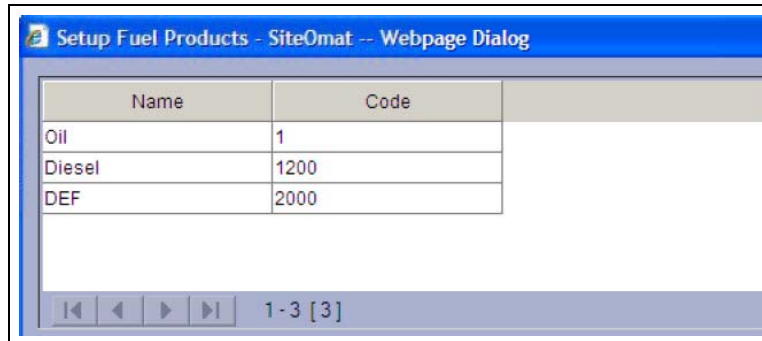 Setup Fuel Products - SiteOmat -- Webpage Dialog
Name Code
Oil 1
Diesel 1200
DEF 2000
1 - 3 [3]